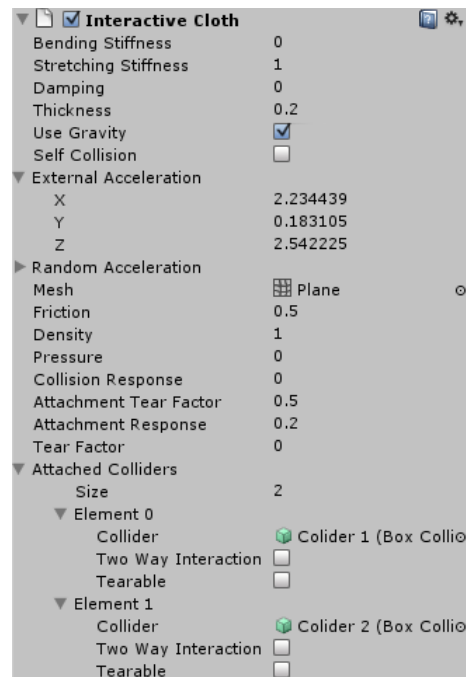 Interactive Cloth
Bending Stiffness 0
Stretching Stiffness 1
Damping 0
Thickness 0.2
Use Gravity
Self Collision
External Acceleration
X 2.234439
Y 0.183105
Z 2.542225
Random Acceleration
Mesh Plane
Friction 0.5
Density 1
Pressure 0
Collision Response 0
Attachment Tear Factor 0.5
Attachment Response 0.2
Tear Factor 0
Attached Colliders
Size 2
Element 0
Collider Colider 1 (Box Collio
Two Way Interaction
Tearable
Element 1
Collider Colider 2 (Box Collio
Two Way Interaction
Tearable